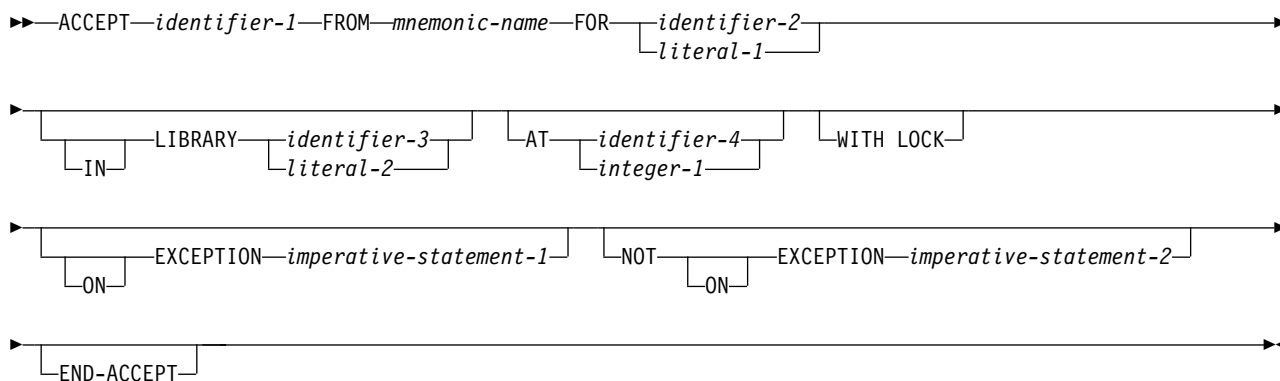 ACCEPT identifier-1 FROM mnemonic-name FOR identifier-2
literal-1
LIBRARY identifier-3 AT identifier-4 WITH LOCK
IN literal-2 integer-1
EXCEPTION imperative-statement-1 NOT EXCEPTION imperative-statement-2
ON ON
END-ACCEPT